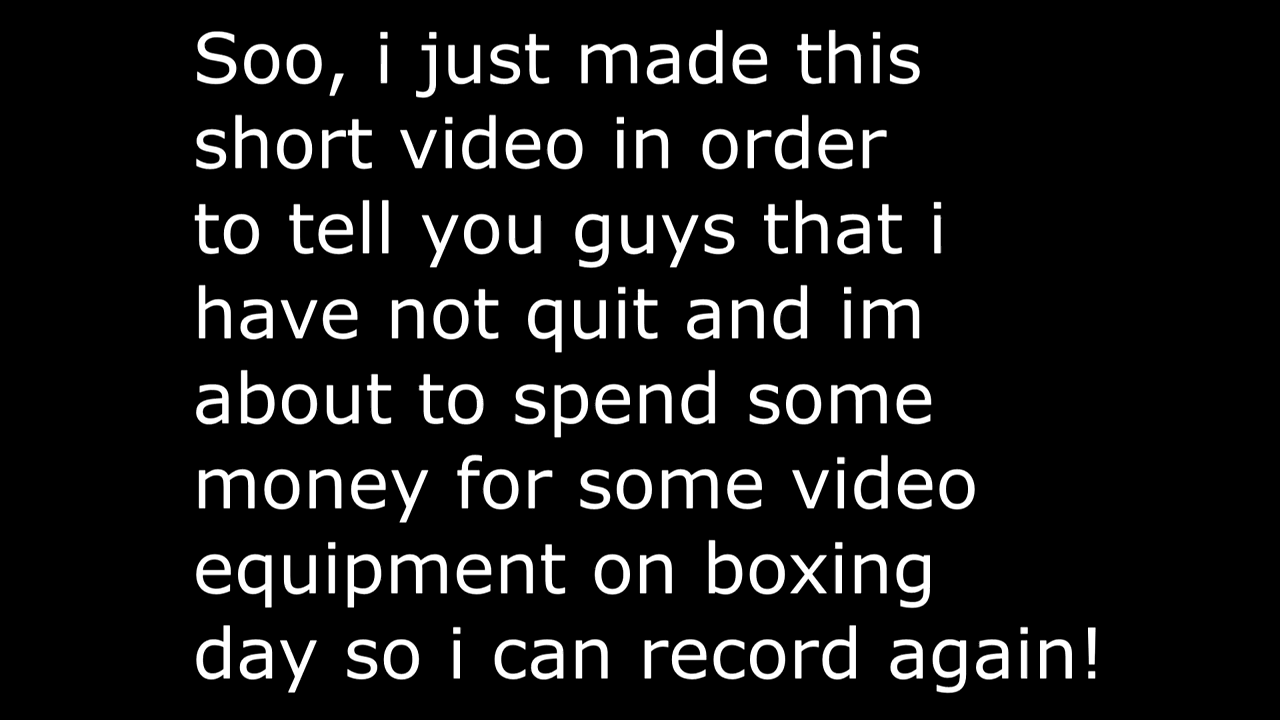 Soo, i just made this
short video in order
to tell you guys that i
have not quit and im
about to spend some
money for some video
equipment on boxing
day so i can record again!